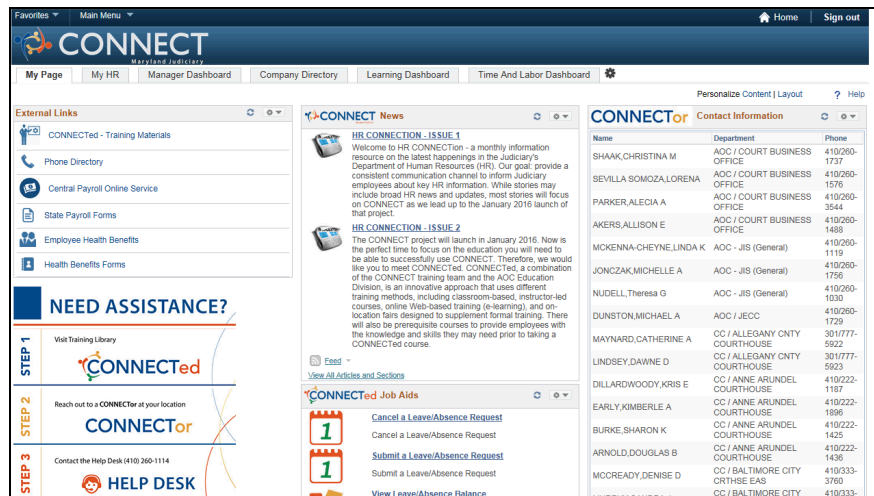 Favorites Main Menu Home Sign out
CONNECT
Maryland Judiciary
My Page My HR Manager Dashboard Company Directory Learning Dashboard Time And Labor Dashboard
Personalize Content | Layout ? Help
External Links
CONNECTed - Training Materials
Phone Directory
Central Payroll Online Service
State Payroll Forms
Employee Health Benefits
Health Benefits Forms
NEED ASSISTANCE?
STEP 1
Visit Training Library
CONNECTed
STEP 2
Reach out to a CONNECTor at your location
CONNECTor
STEP 3
Contact the Help Desk (410) 260-1114
HELP DESK
CONNECT News
HR CONNECTION - ISSUE 1
Welcome to HR CONNECTion - a monthly information
resource on the latest happenings in the Judiciary's
Department of Human Resources (HR). Our goal: provide a
consistent communication channel to inform Judiciary
employees about key HR information. While stories may
include broad HR news and updates, most stories will focus
on CONNECT as we lead up to the January 2016 launch of
that project.
HR CONNECTION - ISSUE 2
The CONNECT project will launch in January 2016. Now is
the perfect time to focus on the education you will need to
be able to successfully use CONNECT. Therefore, we would
like you to meet CONNECTed. CONNECTed, a combination
of the CONNECT training team and the AOC Education
Division, is an innovative approach that uses different
training methods, including classroom-based, instructor-led
courses, online Web-based training (e-learning), and on-
location fairs designed to supplement formal training. There
will also be prerequisite courses to provide employees with
the knowledge and skills they may need prior to taking a
CONNECTed course.
Feed
View All Articles and Sections
CONNECTed Job Aids
1
Cancel a Leave/Absence Request
Cancel a Leave/Absence Request
1
Submit a Leave/Absence Request
Submit a Leave/Absence Request
View Leave/Absence Balance
CONNECTor Contact Information
Name Department Phone
SHAAK,CHRISTINA M AOC / COURT BUSINESS OFFICE 410/260-1737
SEVILLA SOMOZA,LORENA AOC / COURT BUSINESS OFFICE 410/260-1576
PARKER,ALECIA A AOC / COURT BUSINESS OFFICE 410/260-3544
AKERS,ALLISON E AOC / COURT BUSINESS OFFICE 410/260-1488
MCKENNA-CHEYNE,LINDA K AOC - JIS (General) 410/260-1119
JONCZAK,MICHELLE A AOC - JIS (General) 410/260-1756
NUDELL,Theresa G AOC - JIS (General) 410/260-1030
DUNSTON,MICHAEL A AOC / JECC 410/260-1729
MAYNARD,CATHERINE A CC / ALLEGANY CNTY COURTHOUSE 301/777-5922
LINDSEY,DAWNE D CC / ALLEGANY CNTY COURTHOUSE 301/777-5923
DILLARDWOODY,KRIS E CC / ANNE ARUNDEL COURTHOUSE 410/222-1187
EARLY,KIMBERLE A CC / ANNE ARUNDEL COURTHOUSE 410/222-1896
BURKE,SHARON K CC / ANNE ARUNDEL COURTHOUSE 410/222-1425
ARNOLD,DOUGLAS B CC / ANNE ARUNDEL COURTHOUSE 410/222-1436
MCCREADY,DENISE D CC / BALTIMORE CITY CRTHSE EAS 410/333-3760
CC / BALTIMORE CITY 410/333-